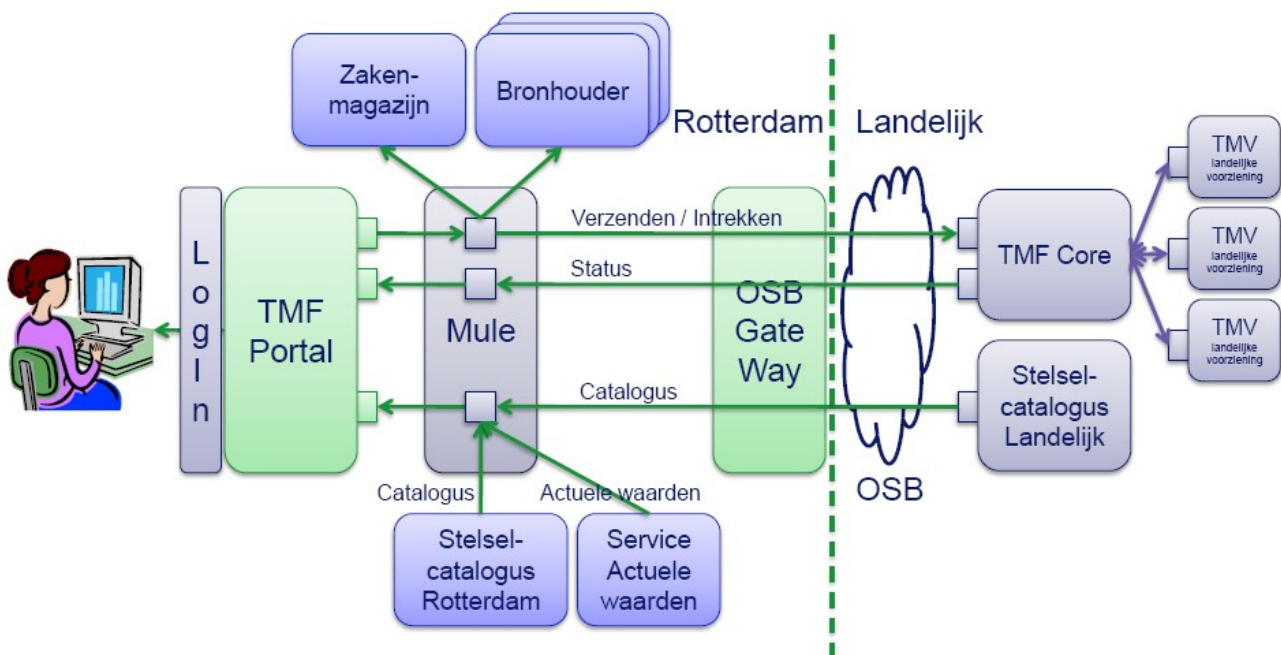 Zaken-
magazijn
Bronhouder
Rotterdam
Landelijk
TMV
landelijke
voorziening
LogIn
TMF
Portal
Mule
Verzenden / Intrekken
Status
Catalogus
OSB
Gate
Way
OSB
TMF Core
TMV
landelijke
voorziening
TMV
landelijke
voorziening
Stelsel-
catalogus
Landelijk
Catalogus
Actuele waarden
Stelsel-
catalogus
Rotterdam
Service
Actuele
waarden